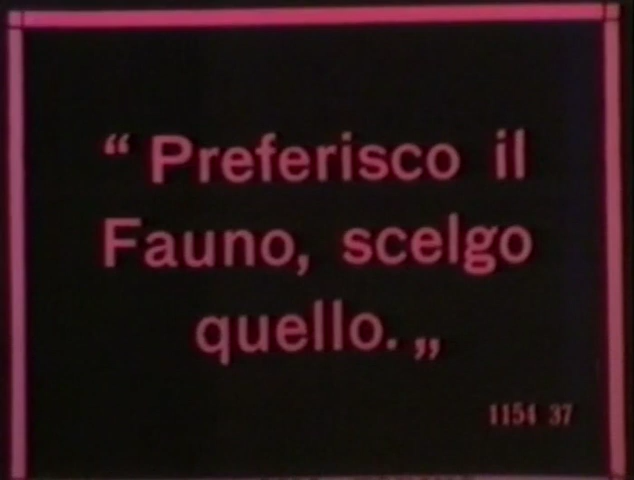 “ Preferisco il
Fauno, scelgo
quello. „
1154 37